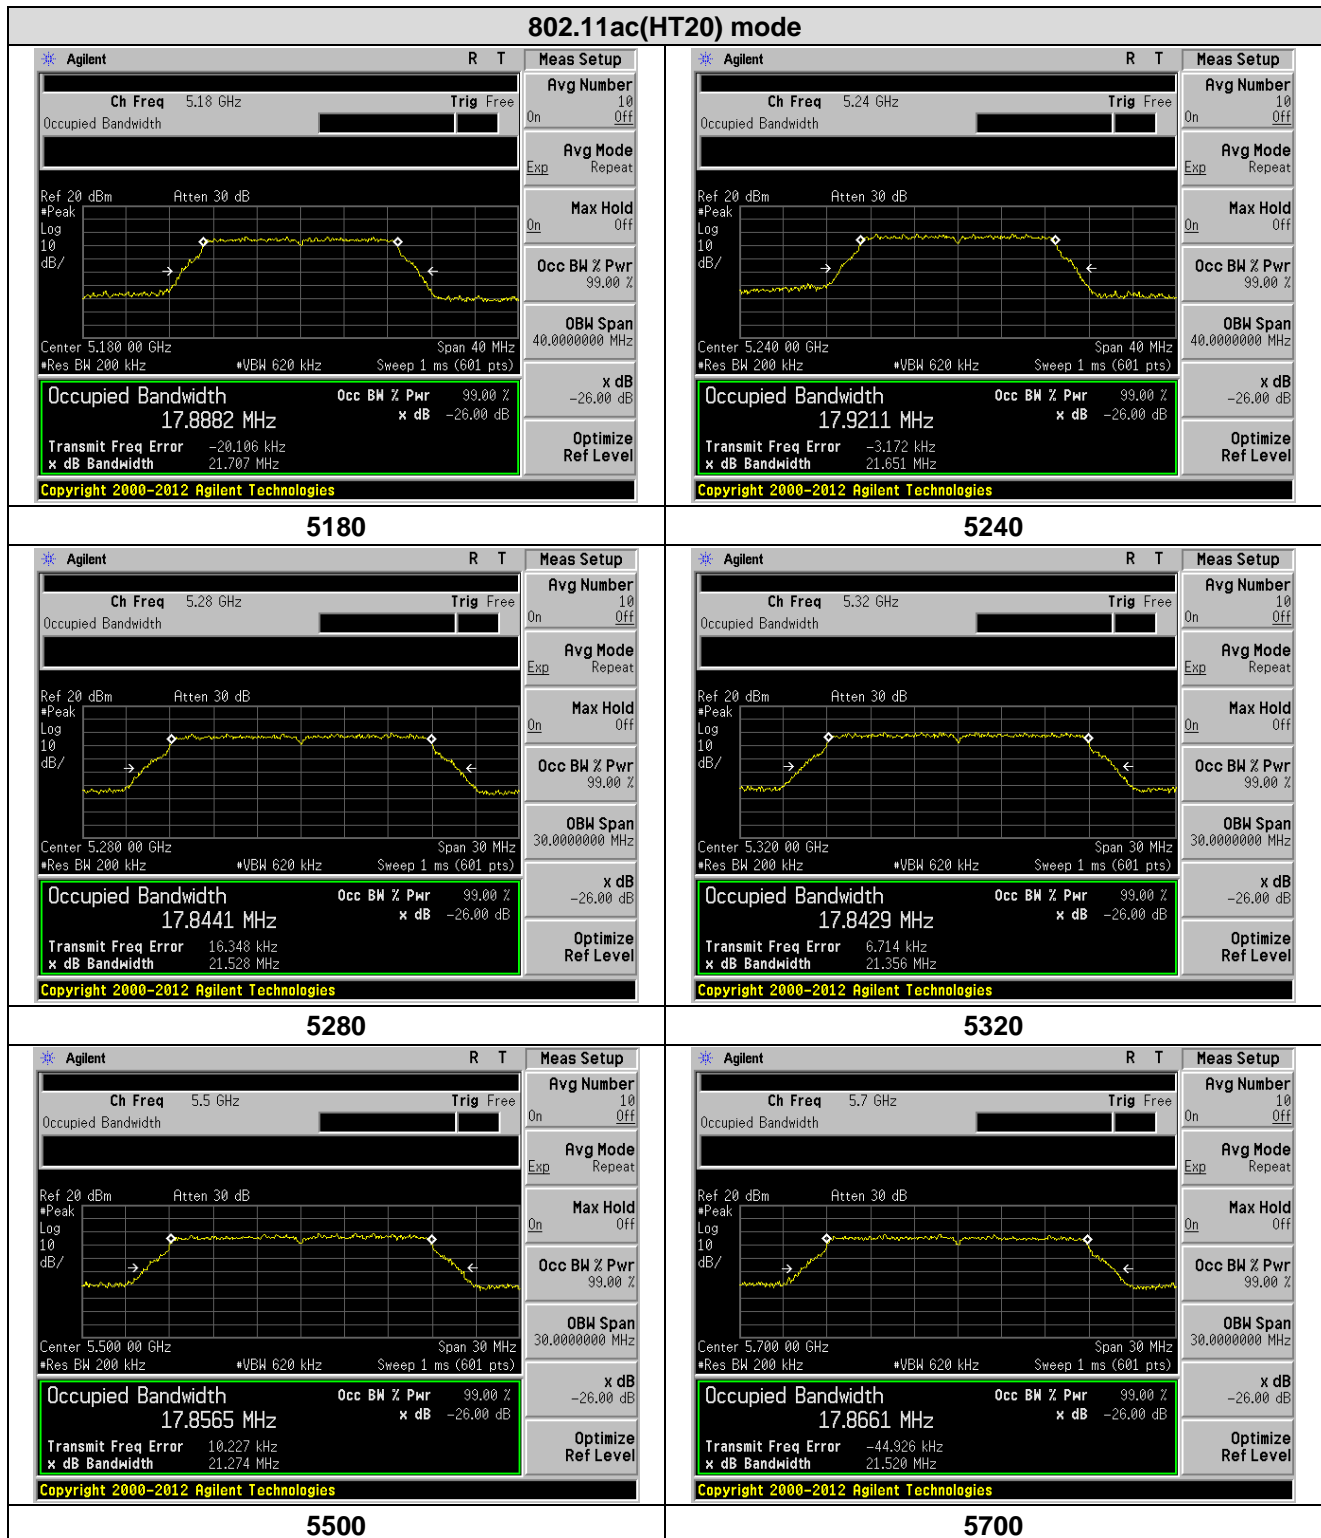 802.11ac(HT20) mode
Agilent R T Meas Setup
Ch Freq 5.18 GHz Trig Free
Occupied Bandwidth
Avg Number
10
On Off
Avg Mode
Exp Repeat
Ref 20 dBm Atten 30 dB
#Peak
Log
10
dB/
Max Hold
On Off
Occ BW % Pwr
99.00 %
OBW Span
40.0000000 MHz
Center 5.180 00 GHz Span 40 MHz
#Res BW 200 kHz #VBW 620 kHz Sweep 1 ms (601 pts)
x dB
-26.00 dB
Occupied Bandwidth Occ BW % Pwr 99.00 %
17.8882 MHz x dB -26.00 dB
Transmit Freq Error -20.106 kHz
x dB Bandwidth 21.707 MHz
Optimize
Ref Level
Copyright 2000-2012 Agilent Technologies
5180
Agilent R T Meas Setup
Ch Freq 5.24 GHz Trig Free
Occupied Bandwidth
Avg Number
10
On Off
Avg Mode
Exp Repeat
Ref 20 dBm Atten 30 dB
#Peak
Log
10
dB/
Max Hold
On Off
Occ BW % Pwr
99.00 %
OBW Span
40.0000000 MHz
Center 5.240 00 GHz Span 40 MHz
#Res BW 200 kHz #VBW 620 kHz Sweep 1 ms (601 pts)
x dB
-26.00 dB
Occupied Bandwidth Occ BW % Pwr 99.00 %
17.9211 MHz x dB -26.00 dB
Transmit Freq Error -3.172 kHz
x dB Bandwidth 21.651 MHz
Optimize
Ref Level
Copyright 2000-2012 Agilent Technologies
5240
Agilent R T Meas Setup
Ch Freq 5.28 GHz Trig Free
Occupied Bandwidth
Avg Number
10
On Off
Avg Mode
Exp Repeat
Ref 20 dBm Atten 30 dB
#Peak
Log
10
dB/
Max Hold
On Off
Occ BW % Pwr
99.00 %
OBW Span
30.0000000 MHz
Center 5.280 00 GHz Span 30 MHz
#Res BW 200 kHz #VBW 620 kHz Sweep 1 ms (601 pts)
x dB
-26.00 dB
Occupied Bandwidth Occ BW % Pwr 99.00 %
17.8441 MHz x dB -26.00 dB
Transmit Freq Error 16.348 kHz
x dB Bandwidth 21.528 MHz
Optimize
Ref Level
Copyright 2000-2012 Agilent Technologies
5280
Agilent R T Meas Setup
Ch Freq 5.32 GHz Trig Free
Occupied Bandwidth
Avg Number
10
On Off
Avg Mode
Exp Repeat
Ref 20 dBm Atten 30 dB
#Peak
Log
10
dB/
Max Hold
On Off
Occ BW % Pwr
99.00 %
OBW Span
30.0000000 MHz
Center 5.320 00 GHz Span 30 MHz
#Res BW 200 kHz #VBW 620 kHz Sweep 1 ms (601 pts)
x dB
-26.00 dB
Occupied Bandwidth Occ BW % Pwr 99.00 %
17.8429 MHz x dB -26.00 dB
Transmit Freq Error 6.714 kHz
x dB Bandwidth 21.356 MHz
Optimize
Ref Level
Copyright 2000-2012 Agilent Technologies
5320
Agilent R T Meas Setup
Ch Freq 5.5 GHz Trig Free
Occupied Bandwidth
Avg Number
10
On Off
Avg Mode
Exp Repeat
Ref 20 dBm Atten 30 dB
#Peak
Log
10
dB/
Max Hold
On Off
Occ BW % Pwr
99.00 %
OBW Span
30.0000000 MHz
Center 5.500 00 GHz Span 30 MHz
#Res BW 200 kHz #VBW 620 kHz Sweep 1 ms (601 pts)
x dB
-26.00 dB
Occupied Bandwidth Occ BW % Pwr 99.00 %
17.8565 MHz x dB -26.00 dB
Transmit Freq Error 10.227 kHz
x dB Bandwidth 21.274 MHz
Optimize
Ref Level
Copyright 2000-2012 Agilent Technologies
5500
Agilent R T Meas Setup
Ch Freq 5.7 GHz Trig Free
Occupied Bandwidth
Avg Number
10
On Off
Avg Mode
Exp Repeat
Ref 20 dBm Atten 30 dB
#Peak
Log
10
dB/
Max Hold
On Off
Occ BW % Pwr
99.00 %
OBW Span
30.0000000 MHz
Center 5.700 00 GHz Span 30 MHz
#Res BW 200 kHz #VBW 620 kHz Sweep 1 ms (601 pts)
x dB
-26.00 dB
Occupied Bandwidth Occ BW % Pwr 99.00 %
17.8661 MHz x dB -26.00 dB
Transmit Freq Error -44.926 kHz
x dB Bandwidth 21.520 MHz
Optimize
Ref Level
Copyright 2000-2012 Agilent Technologies
5700